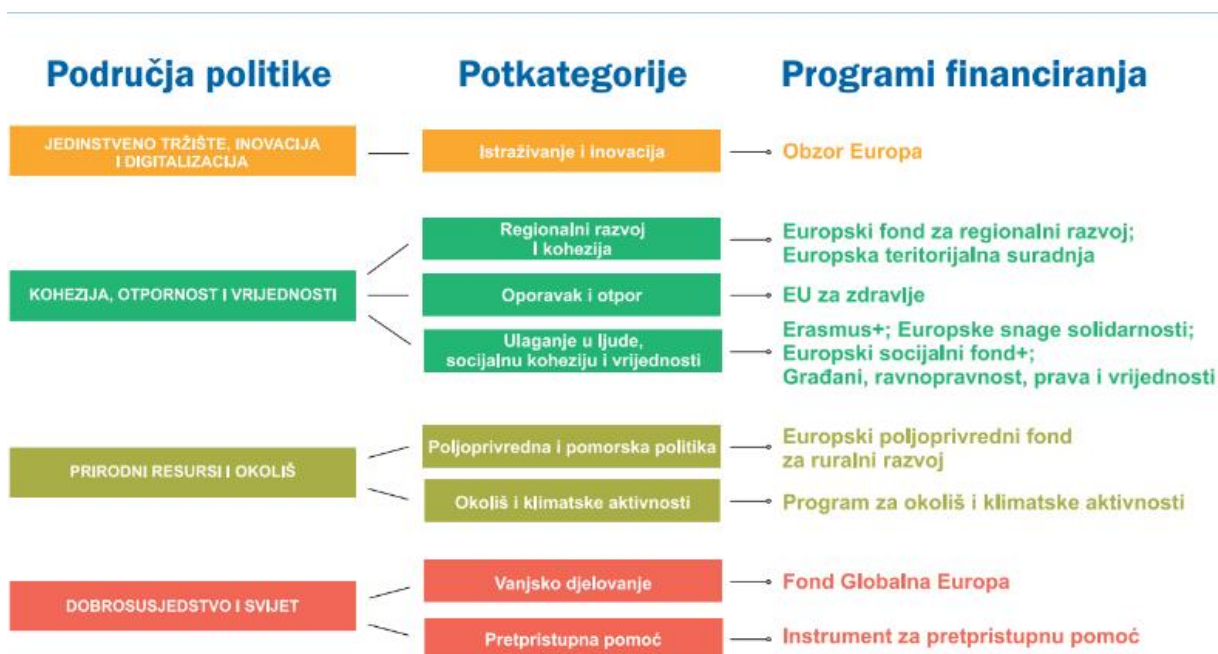 Područja politike
Potkategorije
Programi financiranja
JEDINSTVENO TRŽIŠTE, INOVACIJA
I DIGITALIZACIJA
Istraživanje i inovacija
Obzor Europa
KOHEZIJA, OTPORNOST I VRIJEDNOSTI
Regionalni razvoj
I kohezija
Europski fond za regionalni razvoj;
Europska teritorijalna suradnja
Oporavak i otpor
EU za zdravlje
Ulaganje u ljude,
socijalnu koheziju i vrijednosti
Erasmus+; Europske snage solidarnosti;
Europski socijalni fond+;
Građani, ravnopravnost, prava i vrijednosti
PRIRODNI RESURSI I OKOLIŠ
Poljoprivredna i pomorska politika
Europski poljoprivredni fond
za ruralni razvoj
Okoliš i klimatske aktivnosti
Program za okoliš i klimatske aktivnosti
DOBROSUSJEDSTVO I SVIJET
Vanjsko djelovanje
Fond Globalna Europa
Pretpristupna pomoć
Instrument za pretpristupnu pomoć